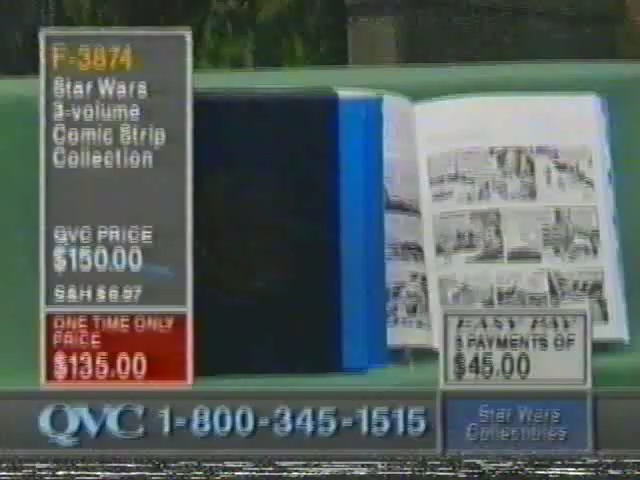 F-3874
Star Wars
3-volume
Comic Strip
Collection
QVC PRICE
$150.00
S&H $6.97
ONE TIME ONLY
PRICE
$135.00
EASY PAY
3 PAYMENTS OF
$45.00
QVC 1-800-345-1515
Star Wars
Collectibles